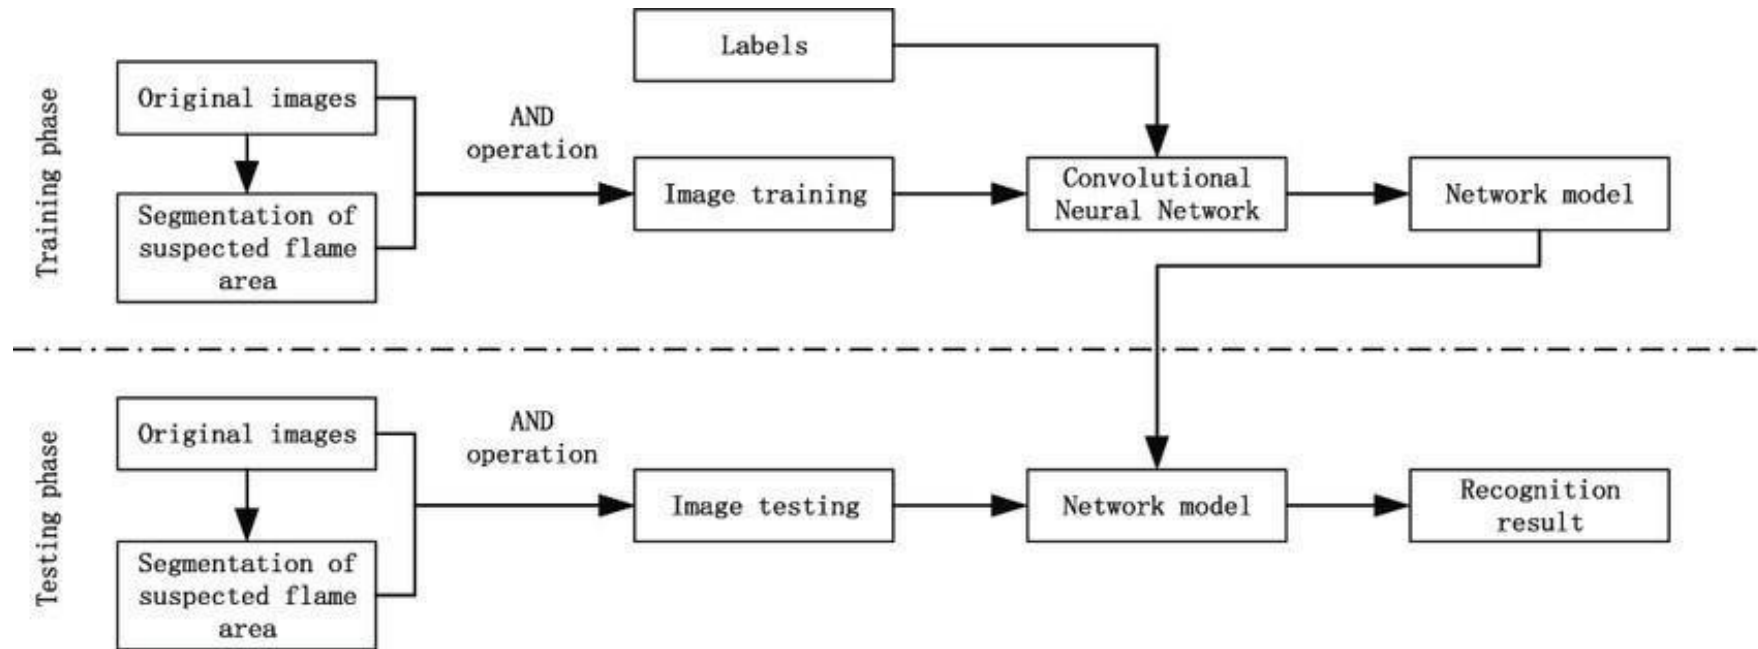 Training phase
Original images
Segmentation of
suspected flame
area
AND
operation
Labels
Image training
Convolutional
Neural Network
Network model
Testing phase
Original images
Segmentation of
suspected flame
area
AND
operation
Image testing
Network model
Recognition
result